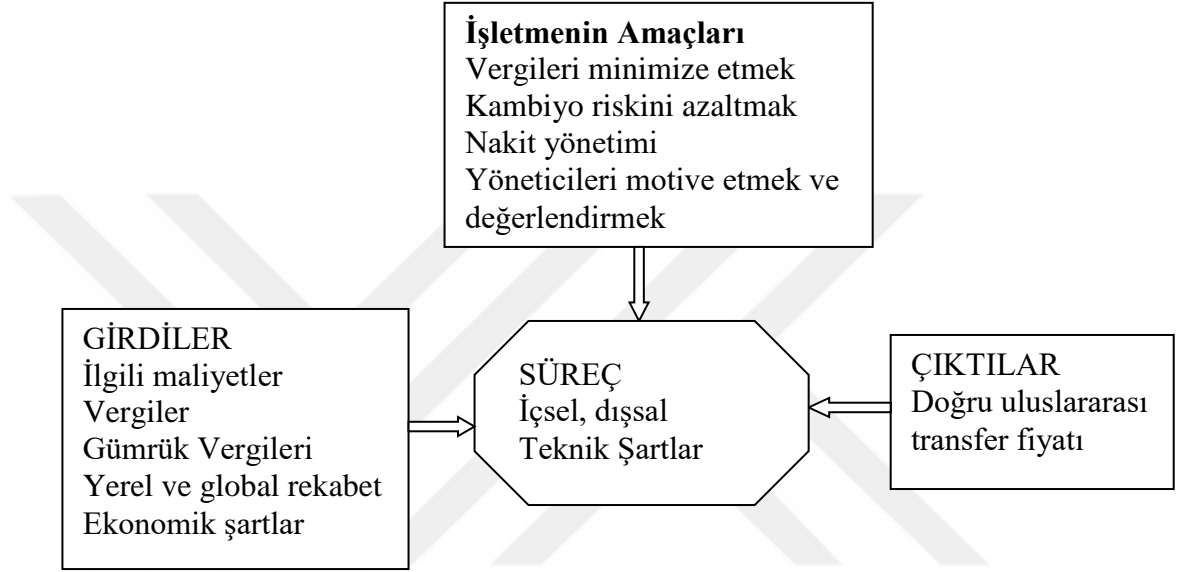 İşletmenin Amaçları
Vergileri minimize etmek
Kambiyo riskini azaltmak
Nakit yönetimi
Yöneticileri motive etmek ve
değerlendirmek
GİRDİLER
İlgili maliyetler
Vergiler
Gümrük Vergileri
Yerel ve global rekabet
Ekonomik şartlar
SÜREÇ
İçsel, dışsal
Teknik Şartlar
ÇIKTILAR
Doğru uluslararası
transfer fiyatı